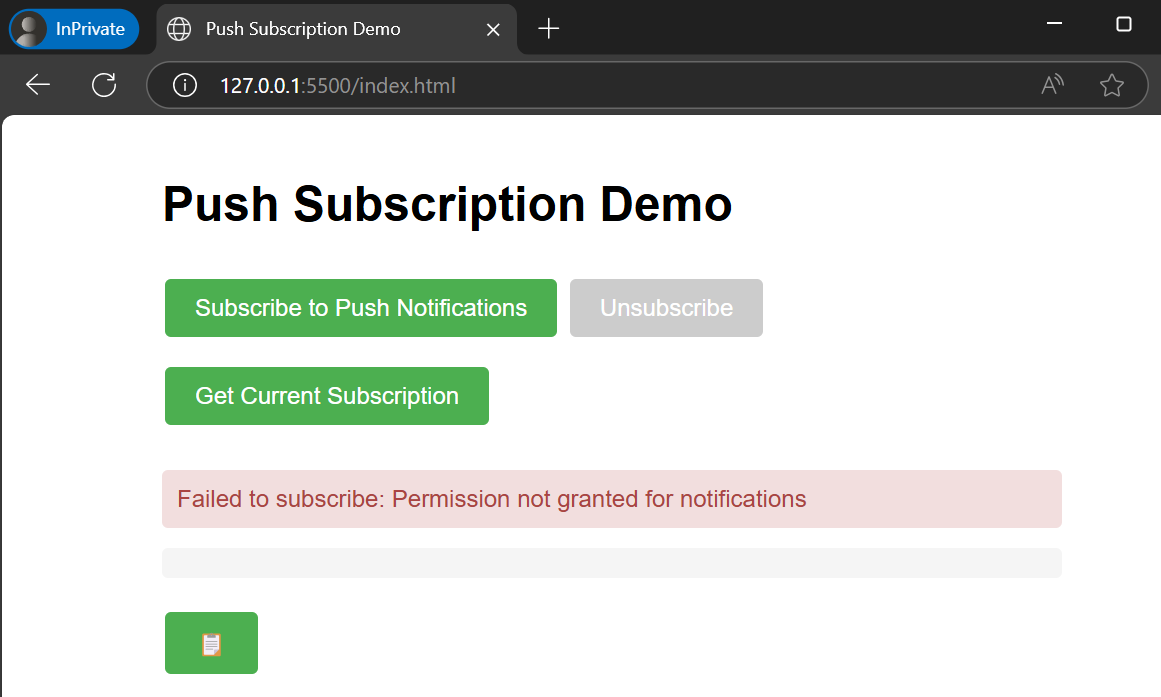 InPrivate
Push Subscription Demo
127.0.0.1:5500/index.html
A
Push Subscription Demo
Subscribe to Push Notifications
Unsubscribe
Get Current Subscription
Failed to subscribe: Permission not granted for notifications